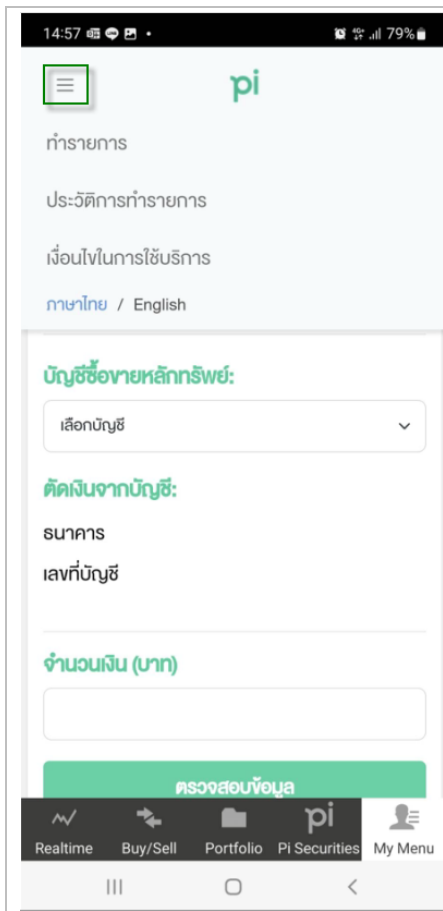 14:57
79%
pi
ทำรายการ
ประวัติการทำรายการ
เงื่อนไขในการใช้บริการ
ภาษาไทย / English
บัญชีซื้อขายหลักทรัพย์:
เลือกบัญชี
ตัดเงินจากบัญชี:
ธนาคาร
เลขที่บัญชี
จำนวนเงิน (บาท)
ตรวจสอบข้อมูล
pi
Realtime Buy/Sell Portfolio Pi Securities My Menu